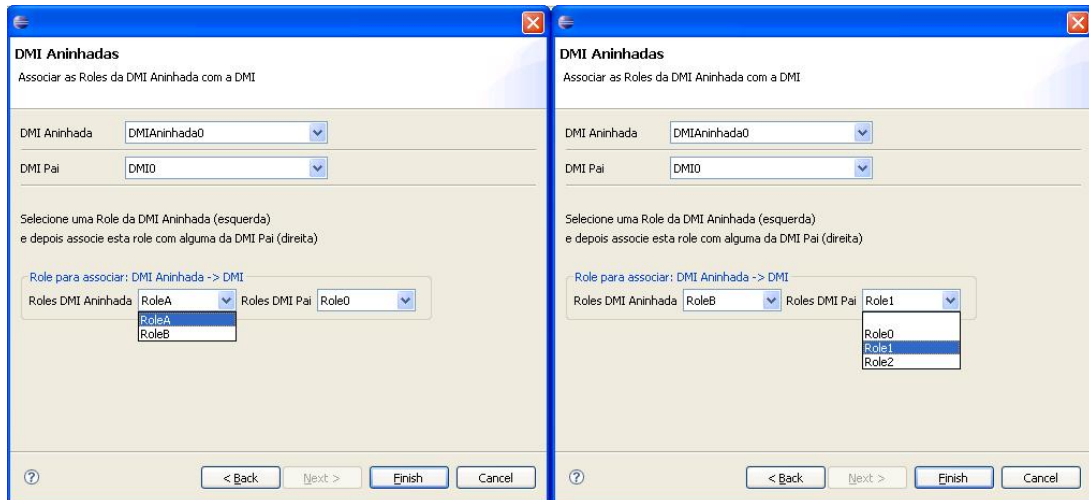 DMI Aninhadas
Associar as Roles da DMI Aninhada com a DMI
DMI Aninhada DMIAninhada0
DMI Pai DMI0
Selecione uma Role da DMI Aninhada (esquerda)
e depois associe esta role com alguma da DMI Pai (direita)
Role para associar: DMI Aninhada -> DMI
Roles DMI Aninhada RoleA Roles DMI Pai Role0
RoleA
RoleB
? < Back Next > Finish Cancel
DMI Aninhadas
Associar as Roles da DMI Aninhada com a DMI
DMI Aninhada DMIAninhada0
DMI Pai DMI0
Selecione uma Role da DMI Aninhada (esquerda)
e depois associe esta role com alguma da DMI Pai (direita)
Role para associar: DMI Aninhada -> DMI
Roles DMI Aninhada RoleB Roles DMI Pai Role1
Role0
Role1
Role2
? < Back Next > Finish Cancel